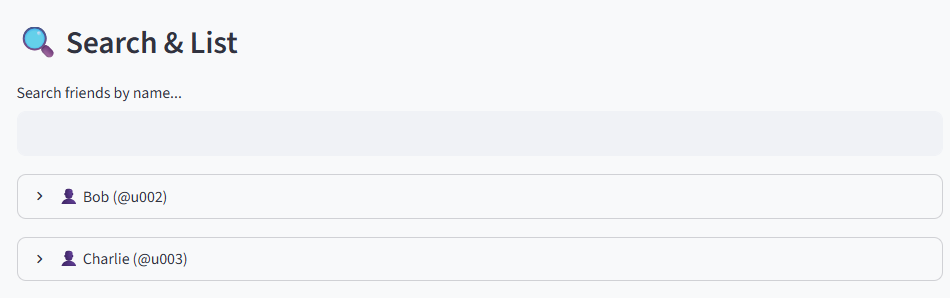 Search & List
Search friends by name...
Bob (@u002)
Charlie (@u003)